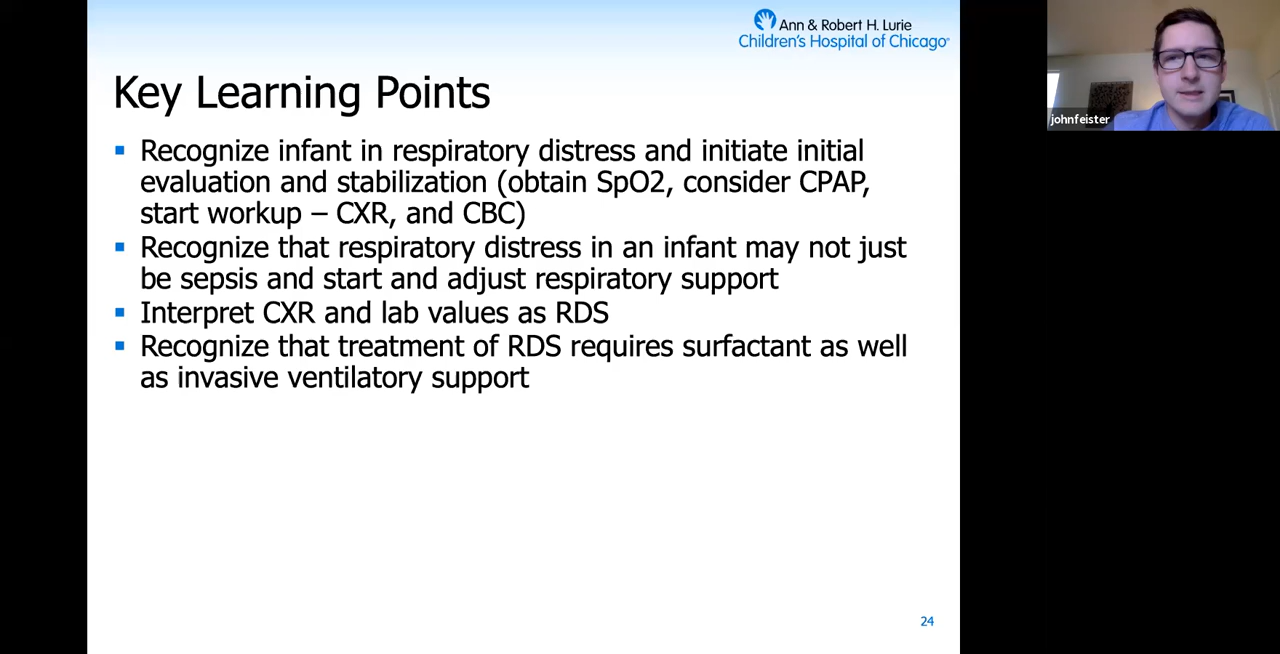 Ann & Robert H. Lurie
Children's Hospital of Chicago
johnfeister
Key Learning Points
Recognize infant in respiratory distress and initiate initial
evaluation and stabilization (obtain SpO2, consider CPAP,
start workup – CXR, and CBC)
Recognize that respiratory distress in an infant may not just
be sepsis and start and adjust respiratory support
Interpret CXR and lab values as RDS
Recognize that treatment of RDS requires surfactant as well
as invasive ventilatory support
24